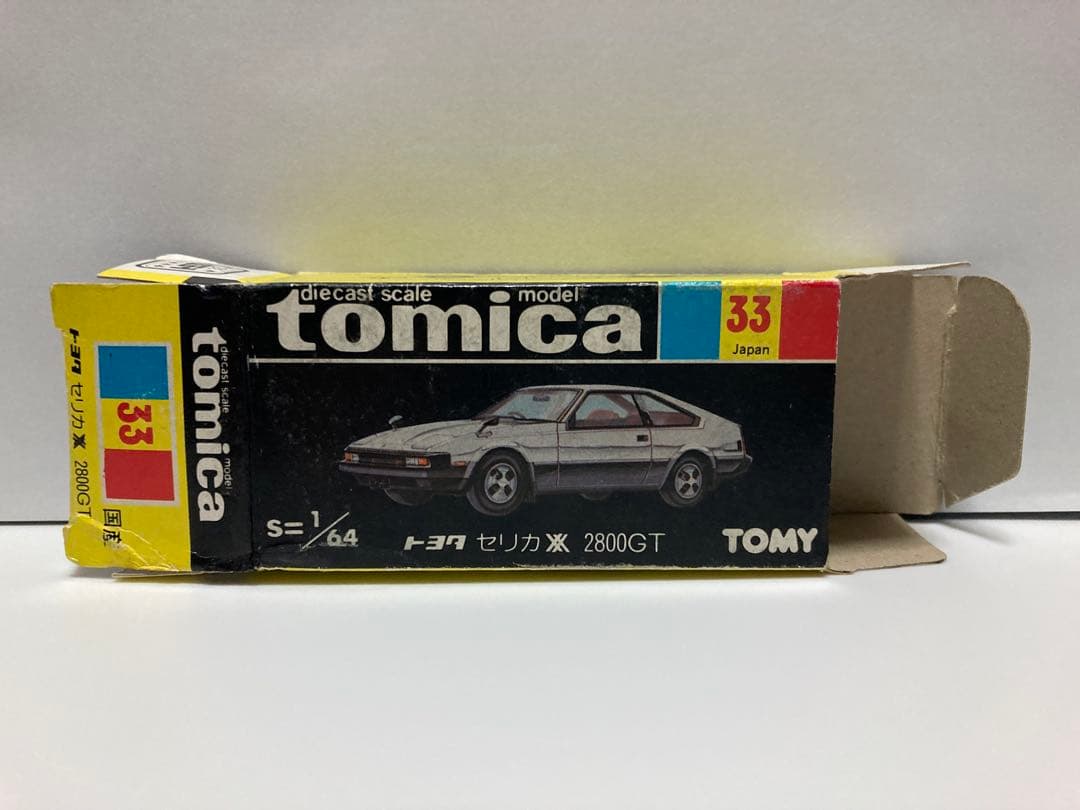 diecast scale model
tomica
33
Japan
S=1/64
トヨタ セリカXX 2800GT
TOMY
diecast scale model
tomica
33
トヨタ セリカXX 2800GT
国産